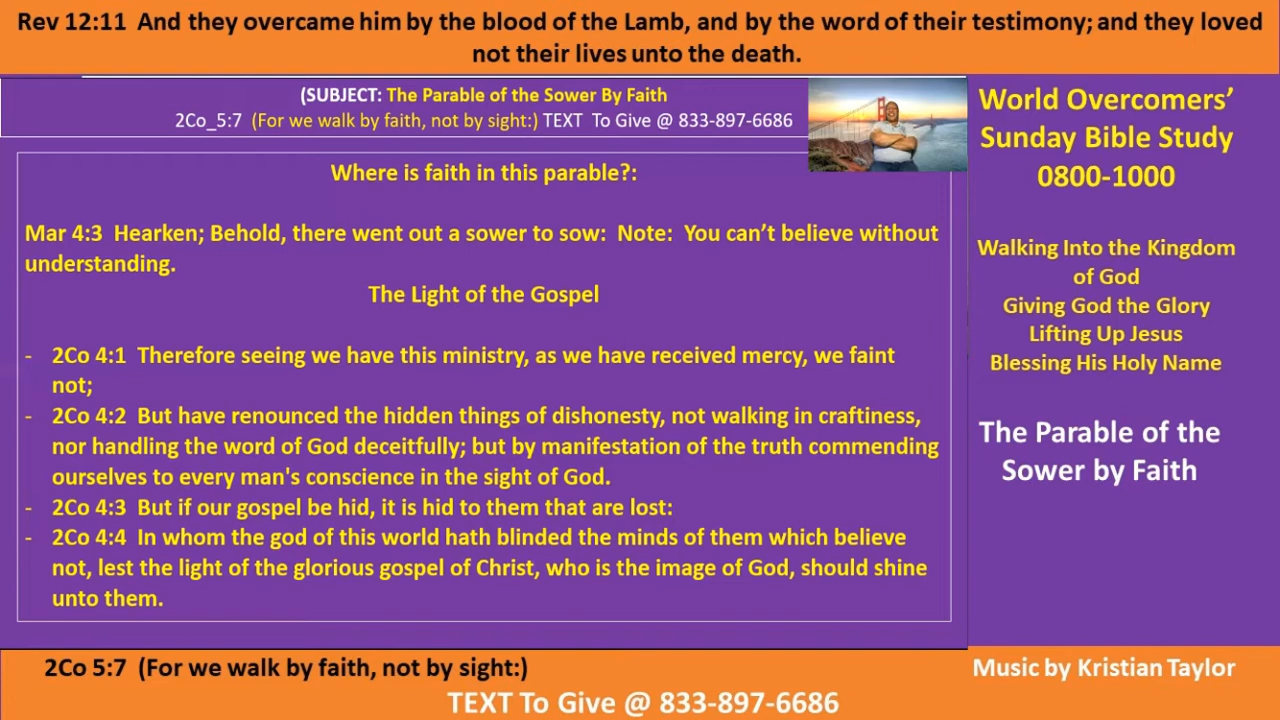 Rev 12:11  And they overcame him by the blood of the Lamb, and by the word of their testimony; and they loved
not their lives unto the death.
(SUBJECT: The Parable of the Sower By Faith
2Co_5:7  (For we walk by faith, not by sight:) TEXT  To Give @ 833-897-6686
Where is faith in this parable?:
Mar 4:3  Hearken; Behold, there went out a sower to sow:  Note:  You can’t believe without
understanding.
The Light of the Gospel
- 2Co 4:1  Therefore seeing we have this ministry, as we have received mercy, we faint
not;
- 2Co 4:2  But have renounced the hidden things of dishonesty, not walking in craftiness,
nor handling the word of God deceitfully; but by manifestation of the truth commending
ourselves to every man's conscience in the sight of God.
- 2Co 4:3  But if our gospel be hid, it is hid to them that are lost:
- 2Co 4:4  In whom the god of this world hath blinded the minds of them which believe
not, lest the light of the glorious gospel of Christ, who is the image of God, should shine
unto them.
World Overcomers’
Sunday Bible Study
0800-1000
Walking Into the Kingdom
of God
Giving God the Glory
Lifting Up Jesus
Blessing His Holy Name
The Parable of the
Sower by Faith
2Co 5:7  (For we walk by faith, not by sight:)
Music by Kristian Taylor
TEXT To Give @ 833-897-6686